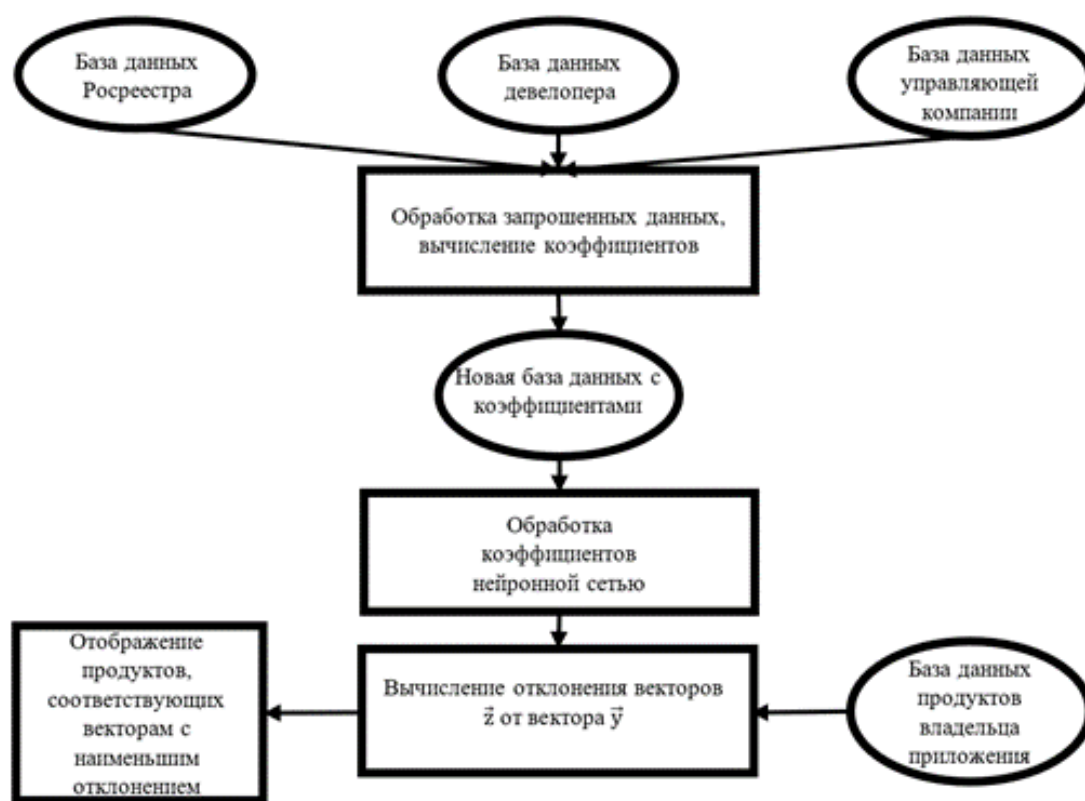 База данных
Росреестра
База данных
девелопера
База данных
управляющей
компании
Обработка запрошенных данных,
вычисление коэффициентов
Новая база данных с
коэффициентами
Обработка
коэффициентов
нейронной сетью
Отображение
продуктов,
соответствующих
векторам с
наименьшим
отклонением
Вычисление отклонения векторов
z⃗ от вектора y⃗
База данных
продуктов
владельца
приложения